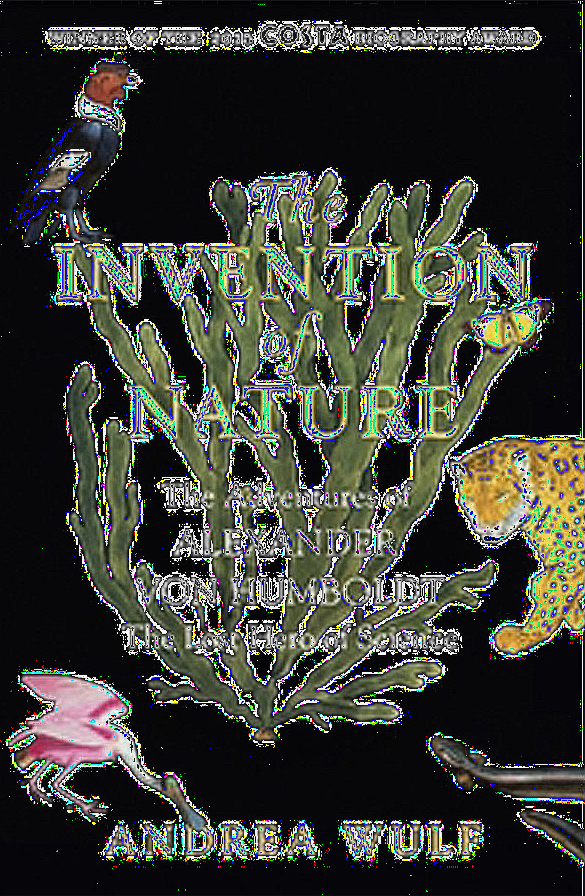 WINNER OF THE 2015 COSTA BIOGRAPHY AWARD
The
INVENTION
of
NATURE
The Adventures of
ALEXANDER
VON HUMBOLDT
The Lost Hero of Science
ANDREA WULF